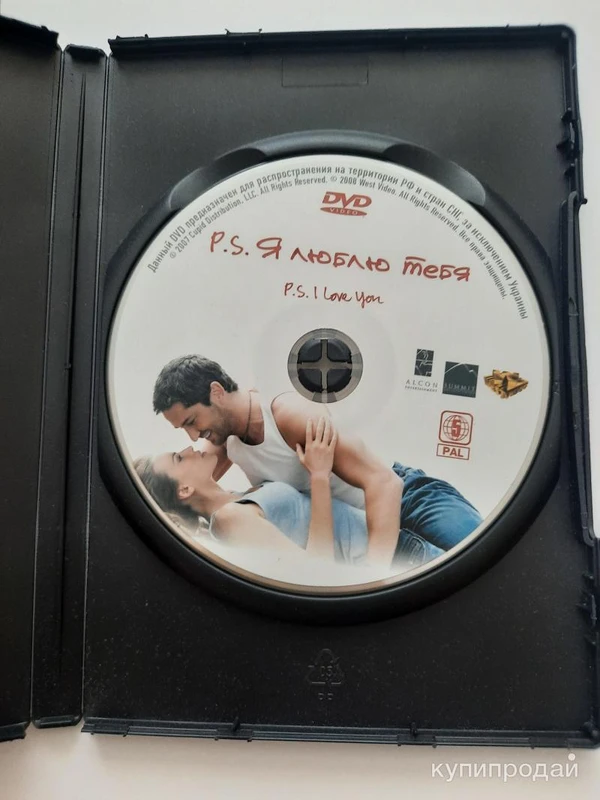 Данный DVD предназначен для распространения на территории РФ и стран СНГ, за исключением Украины
© 2007 Cupid Distribution, LLC. All Rights Reserved. © 2008 West Video. All Rights Reserved. Все права защищены.
DVD
VIDEO
P.S. Я люблю тебя
P.S. I Love You
ALCON
ENTERTAINMENT
SUMMIT
5
PAL
купипродай